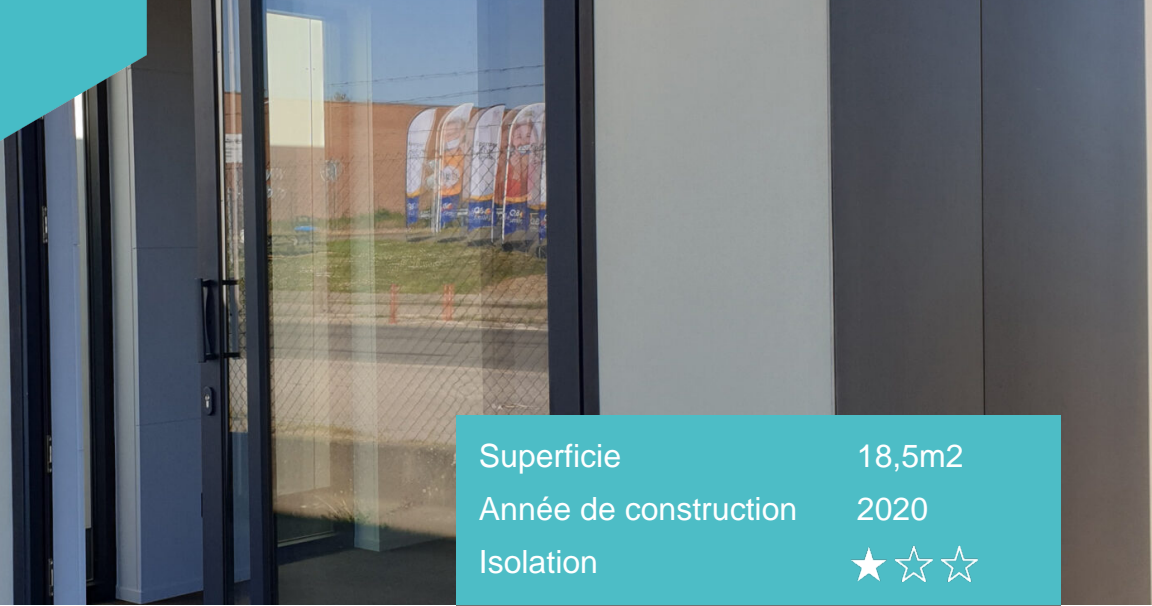 Superficie 18,5m2
Année de construction 2020
Isolation ★☆☆